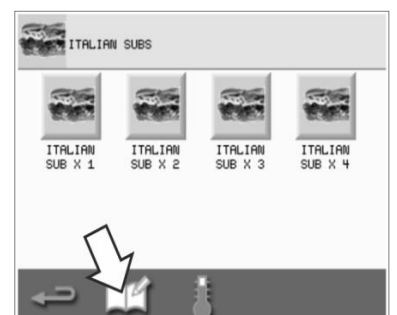 ITALIAN SUBS
ITALIAN SUB X 1
ITALIAN SUB X 2
ITALIAN SUB X 3
ITALIAN SUB X 4